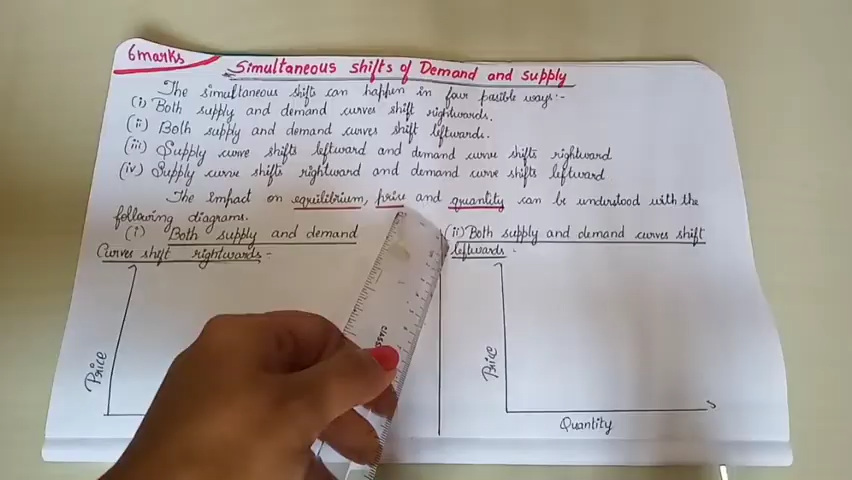 6marks
Simultaneous shifts of Demand and supply
The simultaneous shift can happen in four posible ways:-
(i) Both supply and demand curves shift rightwards.
(ii) Both supply and demand curves shift leftwards.
(iii) Supply curve shifts leftward and demand curve shifts rightward
(iv) Supply curve shifts rightward and demand curve shifts leftward
The impact on equilibrium, price and quantity can be understood with the
following diagrams.
(i) Both supply and demand
Curves shift rightwards:-
Price
(ii) Both supply and demand curves shift
leftwards:-
Price
Quantity